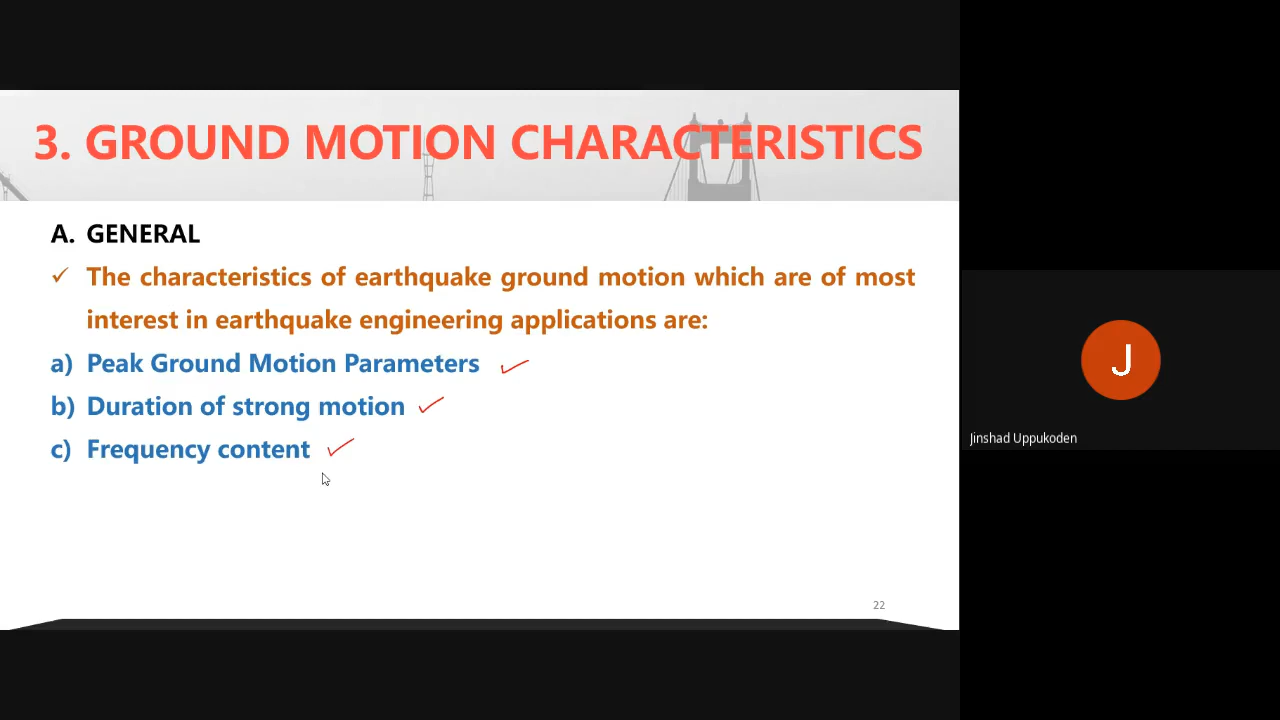 3. GROUND MOTION CHARACTERISTICS
A. GENERAL
✓ The characteristics of earthquake ground motion which are of most
interest in earthquake engineering applications are:
a) Peak Ground Motion Parameters
b) Duration of strong motion
c) Frequency content
22
J
Jinshad Uppukoden